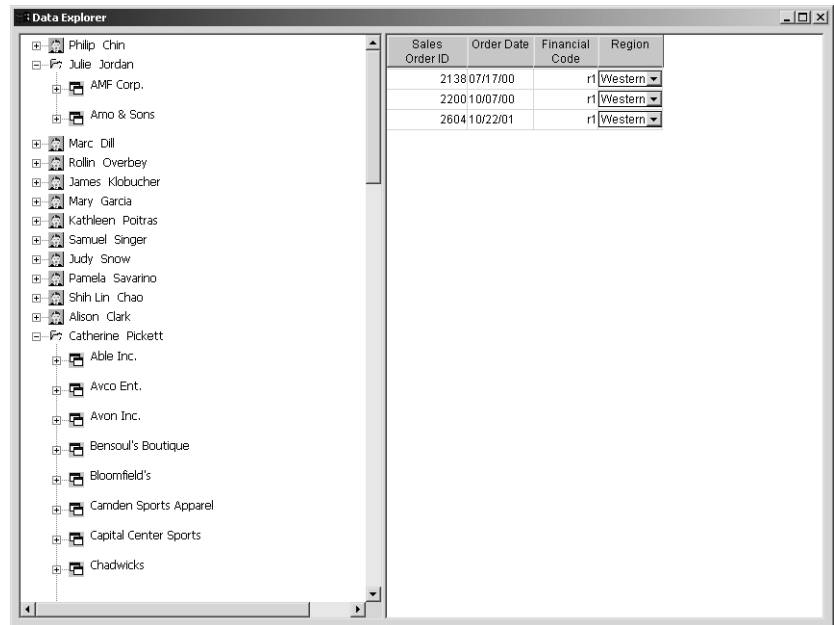 Data Explorer
Philip Chin
Julie Jordan
AMF Corp.
Amo & Sons
Marc Dill
Rollin Overbey
James Klobucher
Mary Garcia
Kathleen Poitras
Samuel Singer
Judy Snow
Pamela Savarino
Shih Lin Chao
Alison Clark
Catherine Pickett
Able Inc.
Avco Ent.
Avon Inc.
Bensoul's Boutique
Bloomfield's
Camden Sports Apparel
Capital Center Sports
Chadwicks
Sales Order ID Order Date Financial Code Region
2138 07/17/00 r1 Western
2200 10/07/00 r1 Western
2604 10/22/01 r1 Western